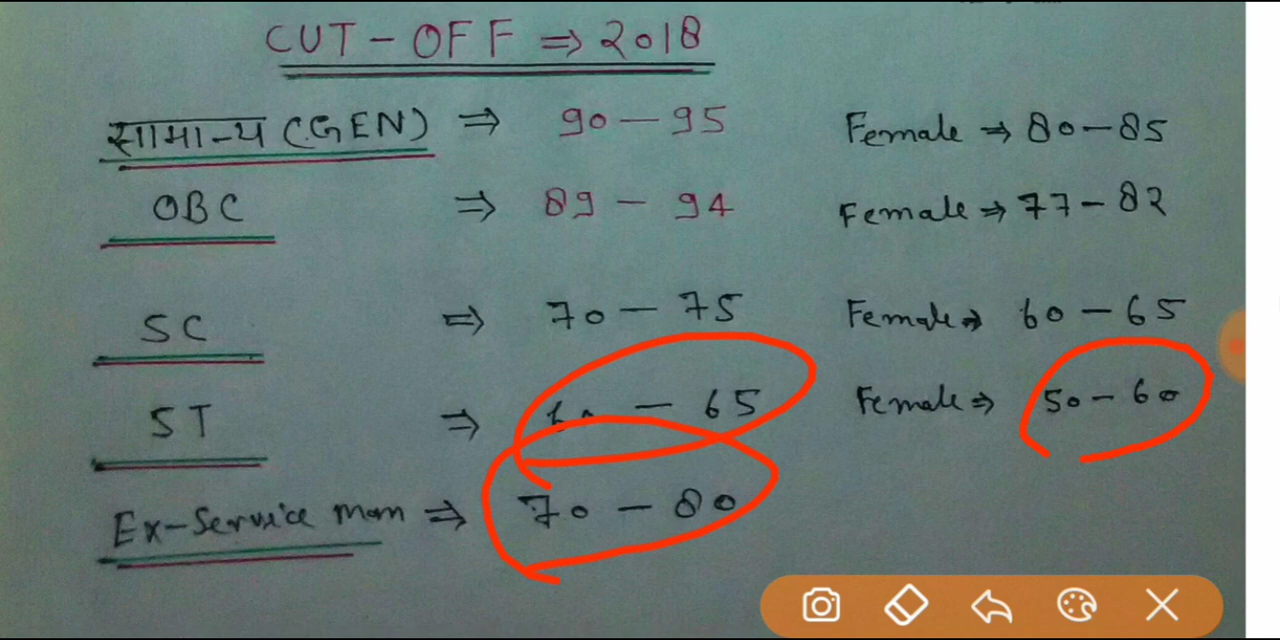 CUT-OFF ⇒ 2018
सामान्य (GEN) ⇒ 90-95 Female ⇒ 80-85
OBC ⇒ 89-94 Female ⇒ 77-82
SC ⇒ 70-75 Female ⇒ 60-65
ST ⇒ 60-65 Female ⇒ 50-60
Ex-Service man ⇒ 70-80